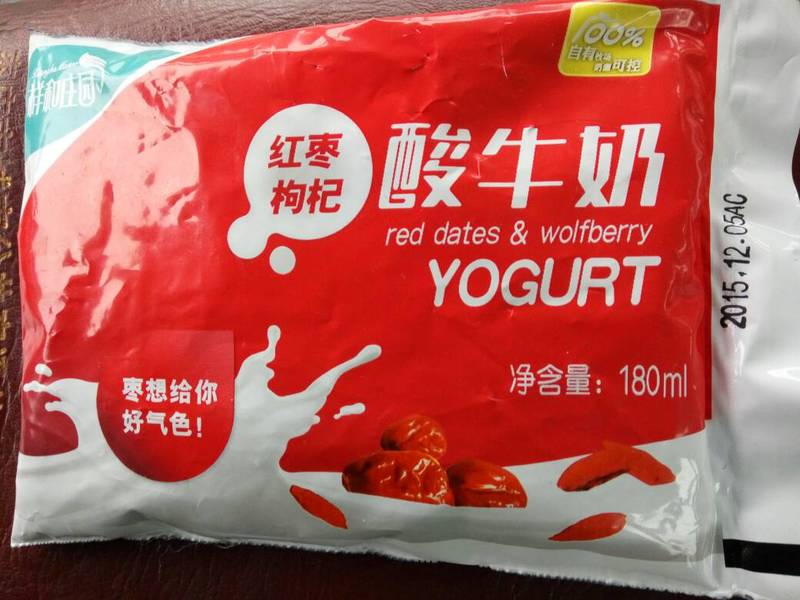 100%
自有牧场
奶源可控
红枣
枸杞
酸牛奶
red dates & wolfberry
YOGURT
净含量：180ml
枣想给你
好气色！
2015.12.05AC